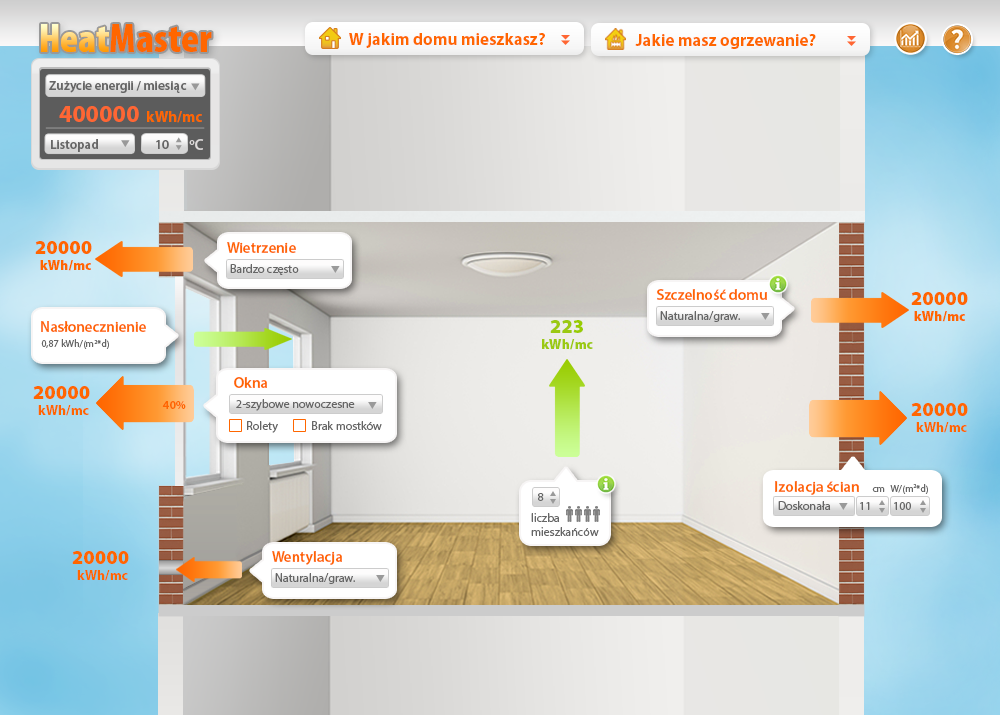 HeatMaster
W jakim domu mieszkasz?
Jakie masz ogrzewanie?
?
Zużycie energii / miesiąc
400000 kWh/mc
Listopad
10 °C
20000
kWh/mc
Wietrzenie
Bardzo często
Szczelność domu
i
Naturalna/graw.
20000
kWh/mc
Nasłonecznienie
0,87 kWh/(m²*d)
223
kWh/mc
20000
kWh/mc
40%
Okna
2-szybowe nowoczesne
Rolety
Brak mostków
20000
kWh/mc
i
8
liczba
mieszkańców
Izolacja ścian
cm
W/(m²*d)
Doskonała
11
100
20000
kWh/mc
Wentylacja
Naturalna/graw.